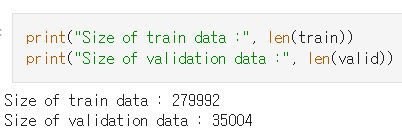 print("Size of train data :", len(train))
print("Size of validation data :", len(valid))
Size of train data : 279992
Size of validation data : 35004